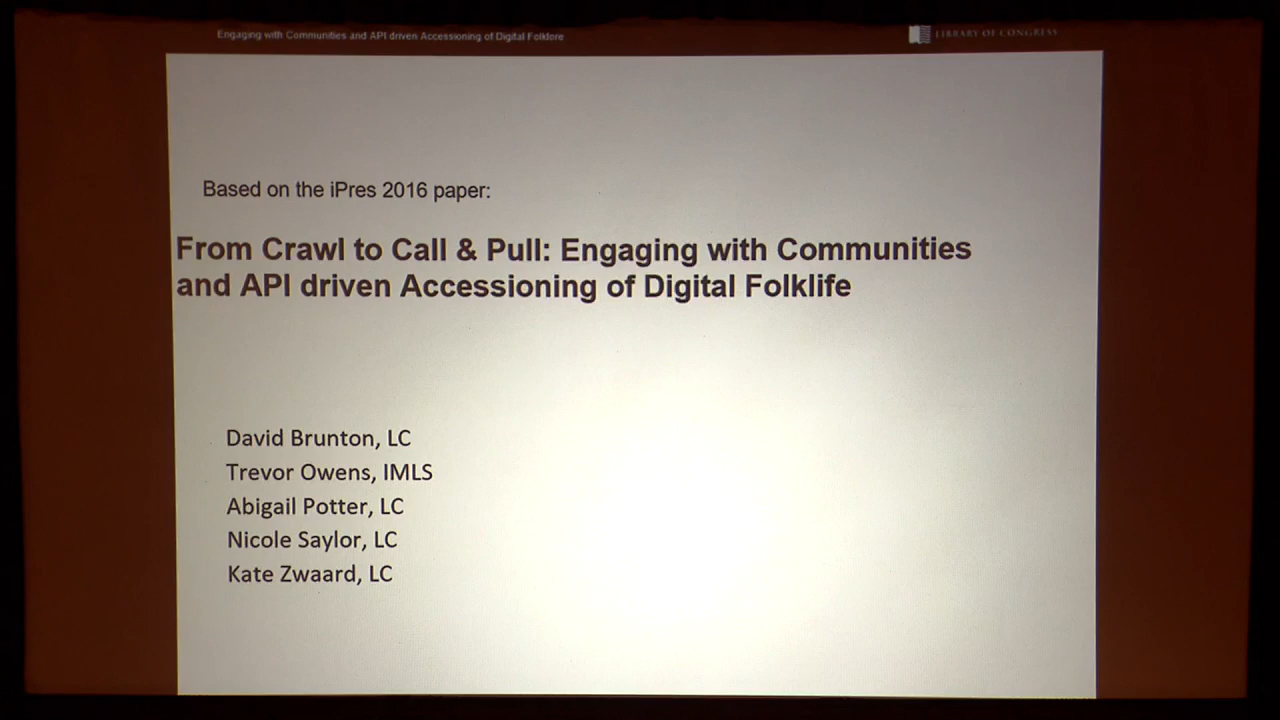 Engaging with Communities and API driven Accessioning of Digital Folklore
LIBRARY OF CONGRESS
Based on the iPres 2016 paper:
From Crawl to Call & Pull: Engaging with Communities
and API driven Accessioning of Digital Folklife
David Brunton, LC
Trevor Owens, IMLS
Abigail Potter, LC
Nicole Saylor, LC
Kate Zwaard, LC